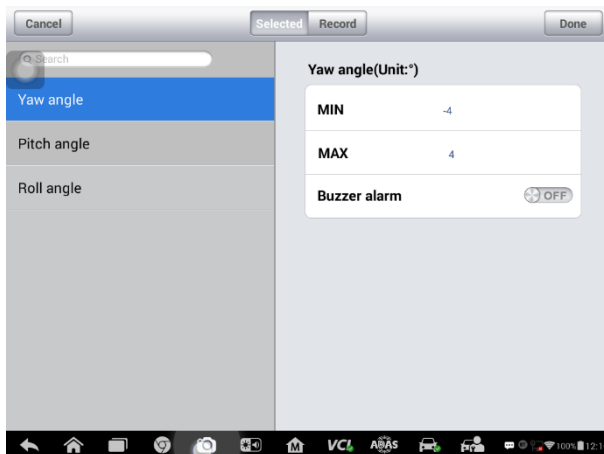 Cancel
Selected Record
Done
Search
Yaw angle
Pitch angle
Roll angle
Yaw angle(Unit:°)
MIN -4
MAX 4
Buzzer alarm OFF
M VCI ADAS 100%